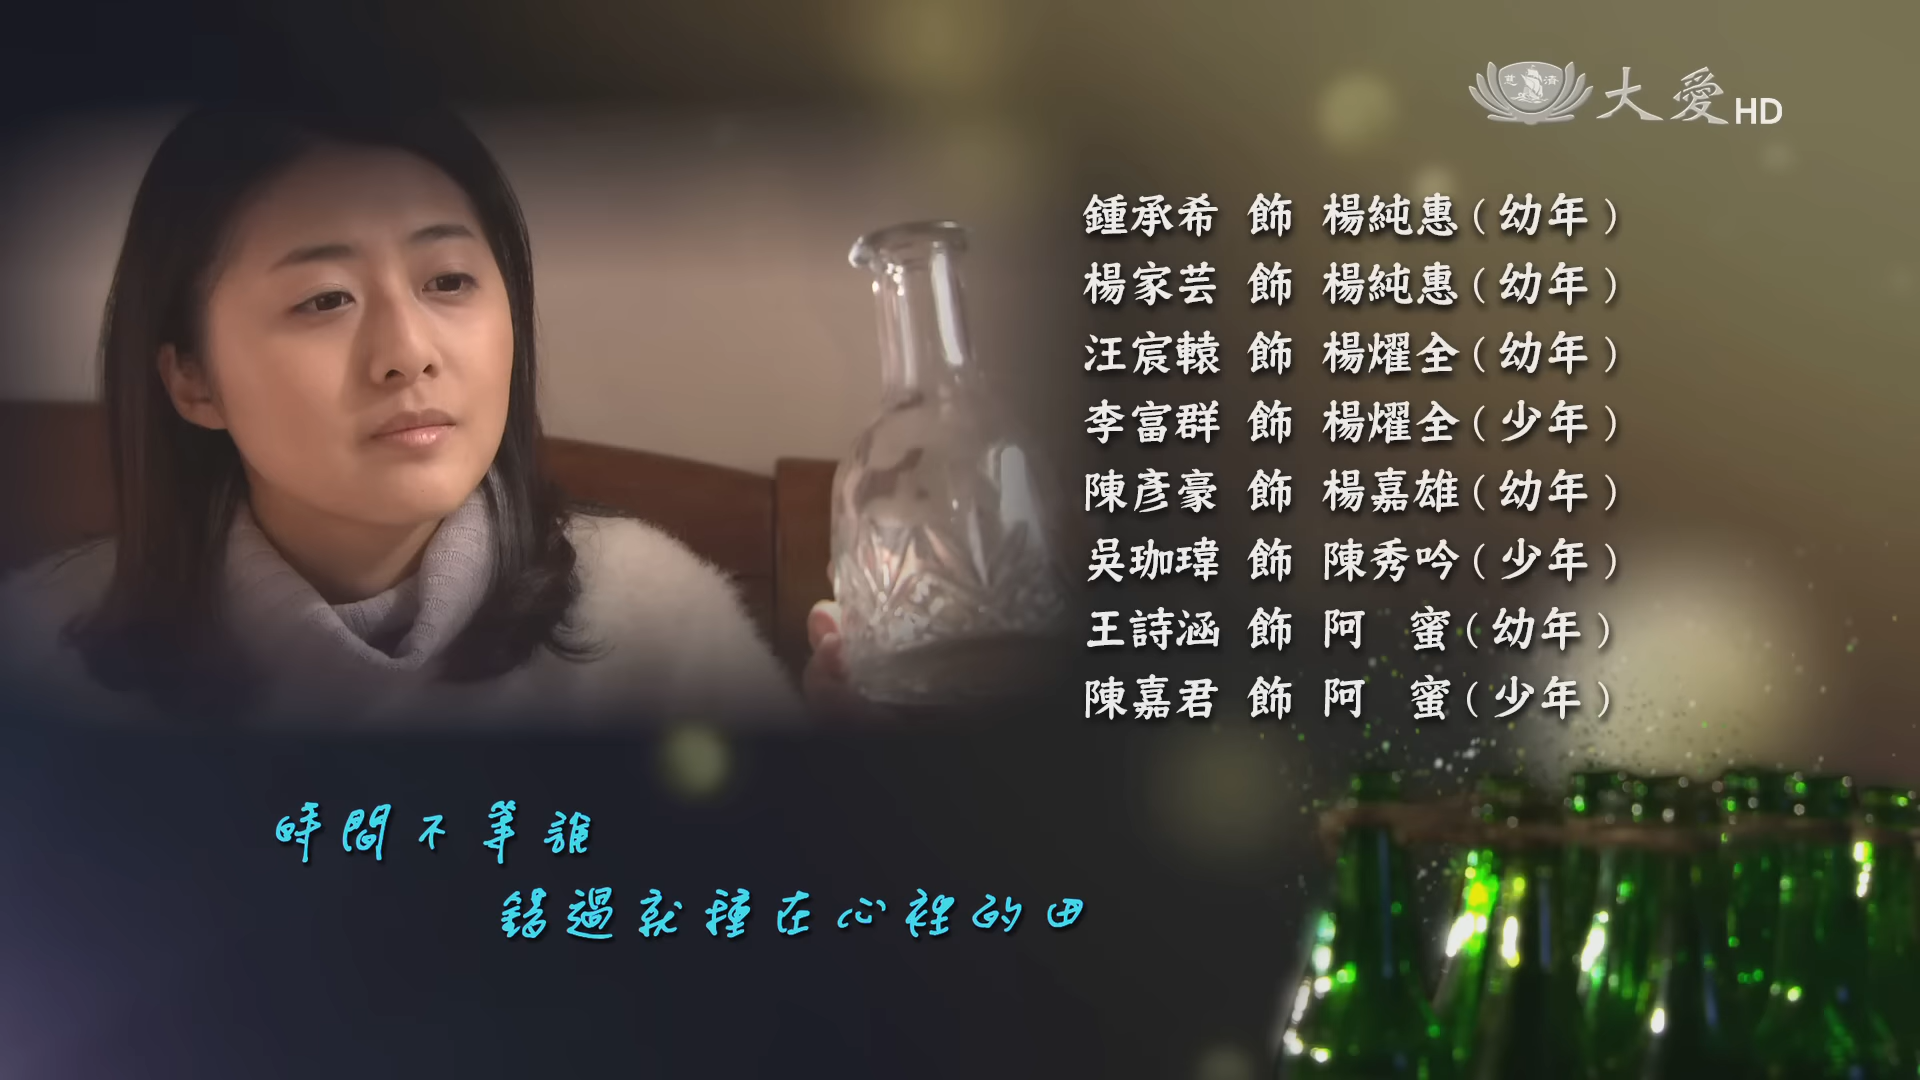 大愛HD
慈濟
鍾承希 飾 楊純惠(幼年)
楊家芸 飾 楊純惠(幼年)
汪宸轅 飾 楊燿全(幼年)
李富群 飾 楊燿全(少年)
陳彥豪 飾 楊嘉雄(幼年)
吳珈瑋 飾 陳秀吟(少年)
王詩涵 飾 阿 蜜(幼年)
陳嘉君 飾 阿 蜜(少年)
時間不等誰
錯過就種在心裡的田